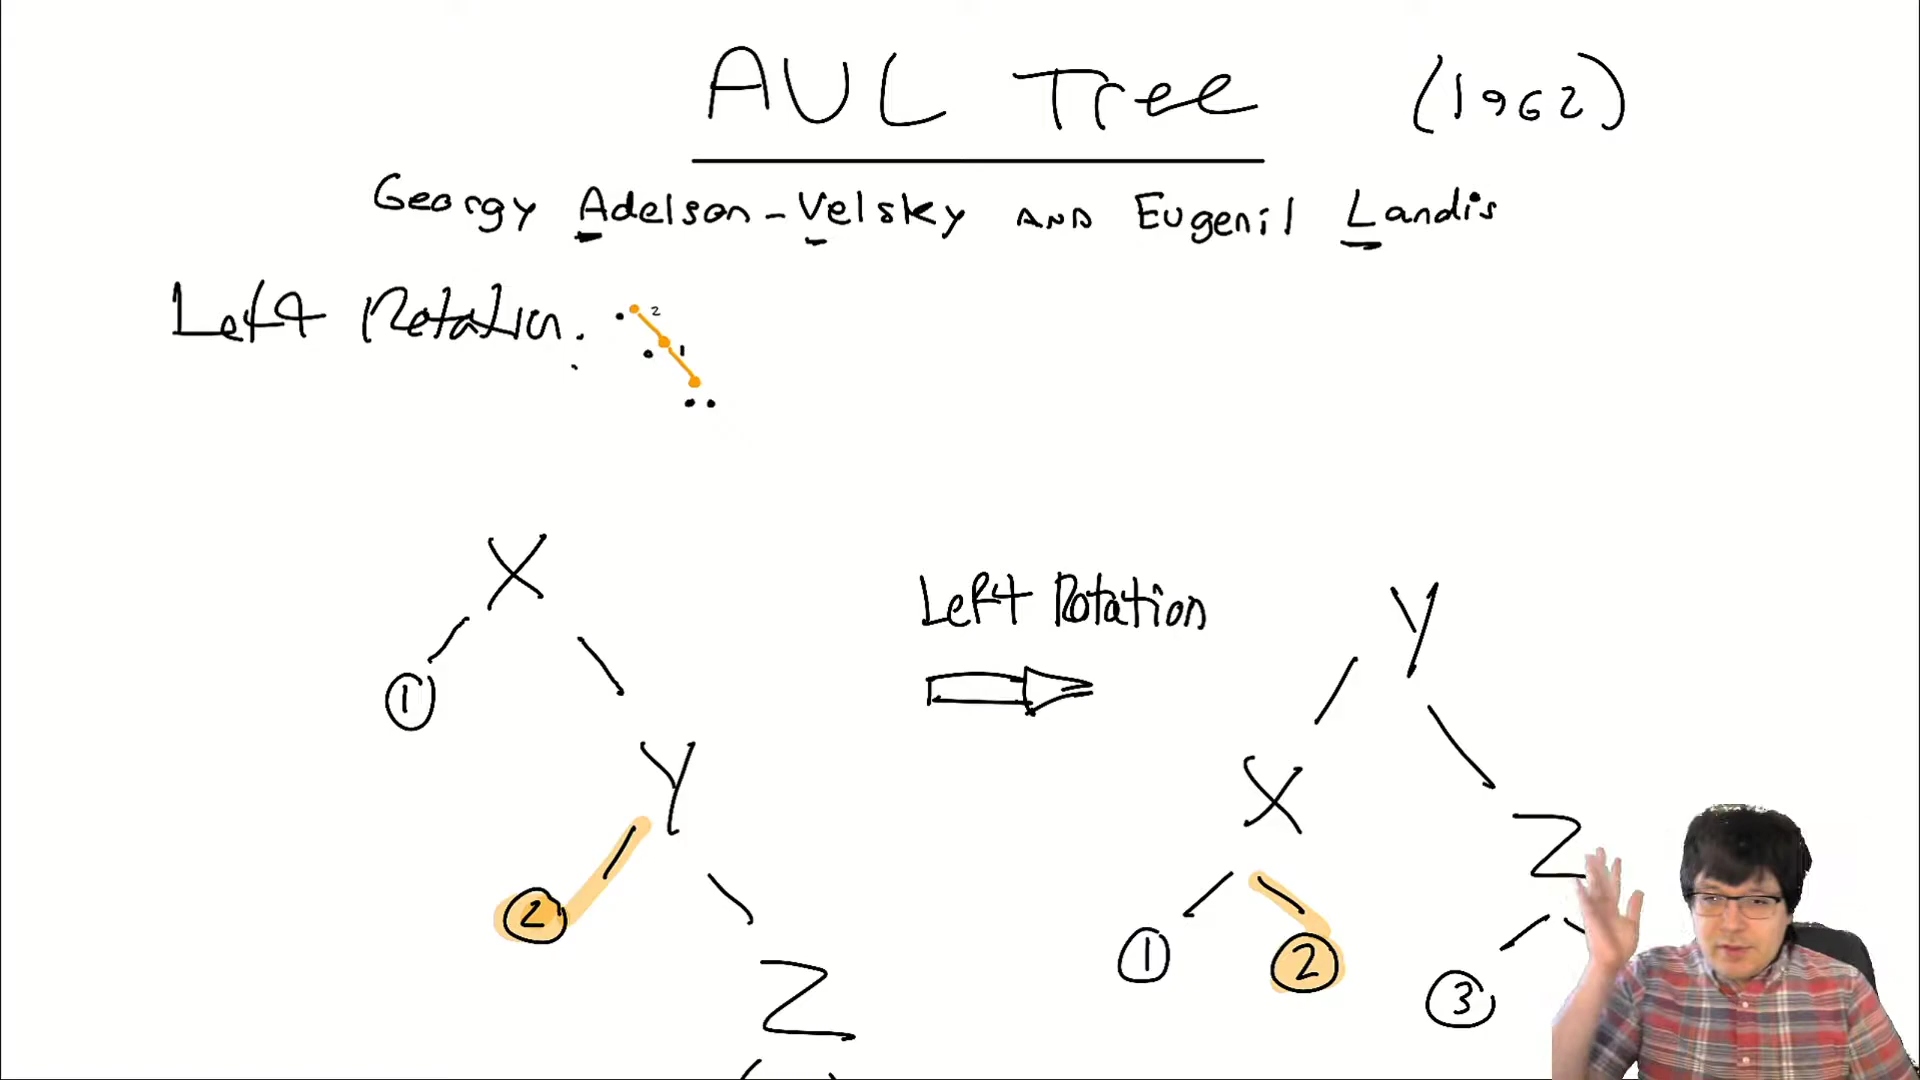 AVL Tree (1962)
Georgy Adelson-Velsky AND Eugenil Landis
Left Rotation:
2
1
X
1
Y
2
Z
Left Rotation
Y
X
Z
1
2
3